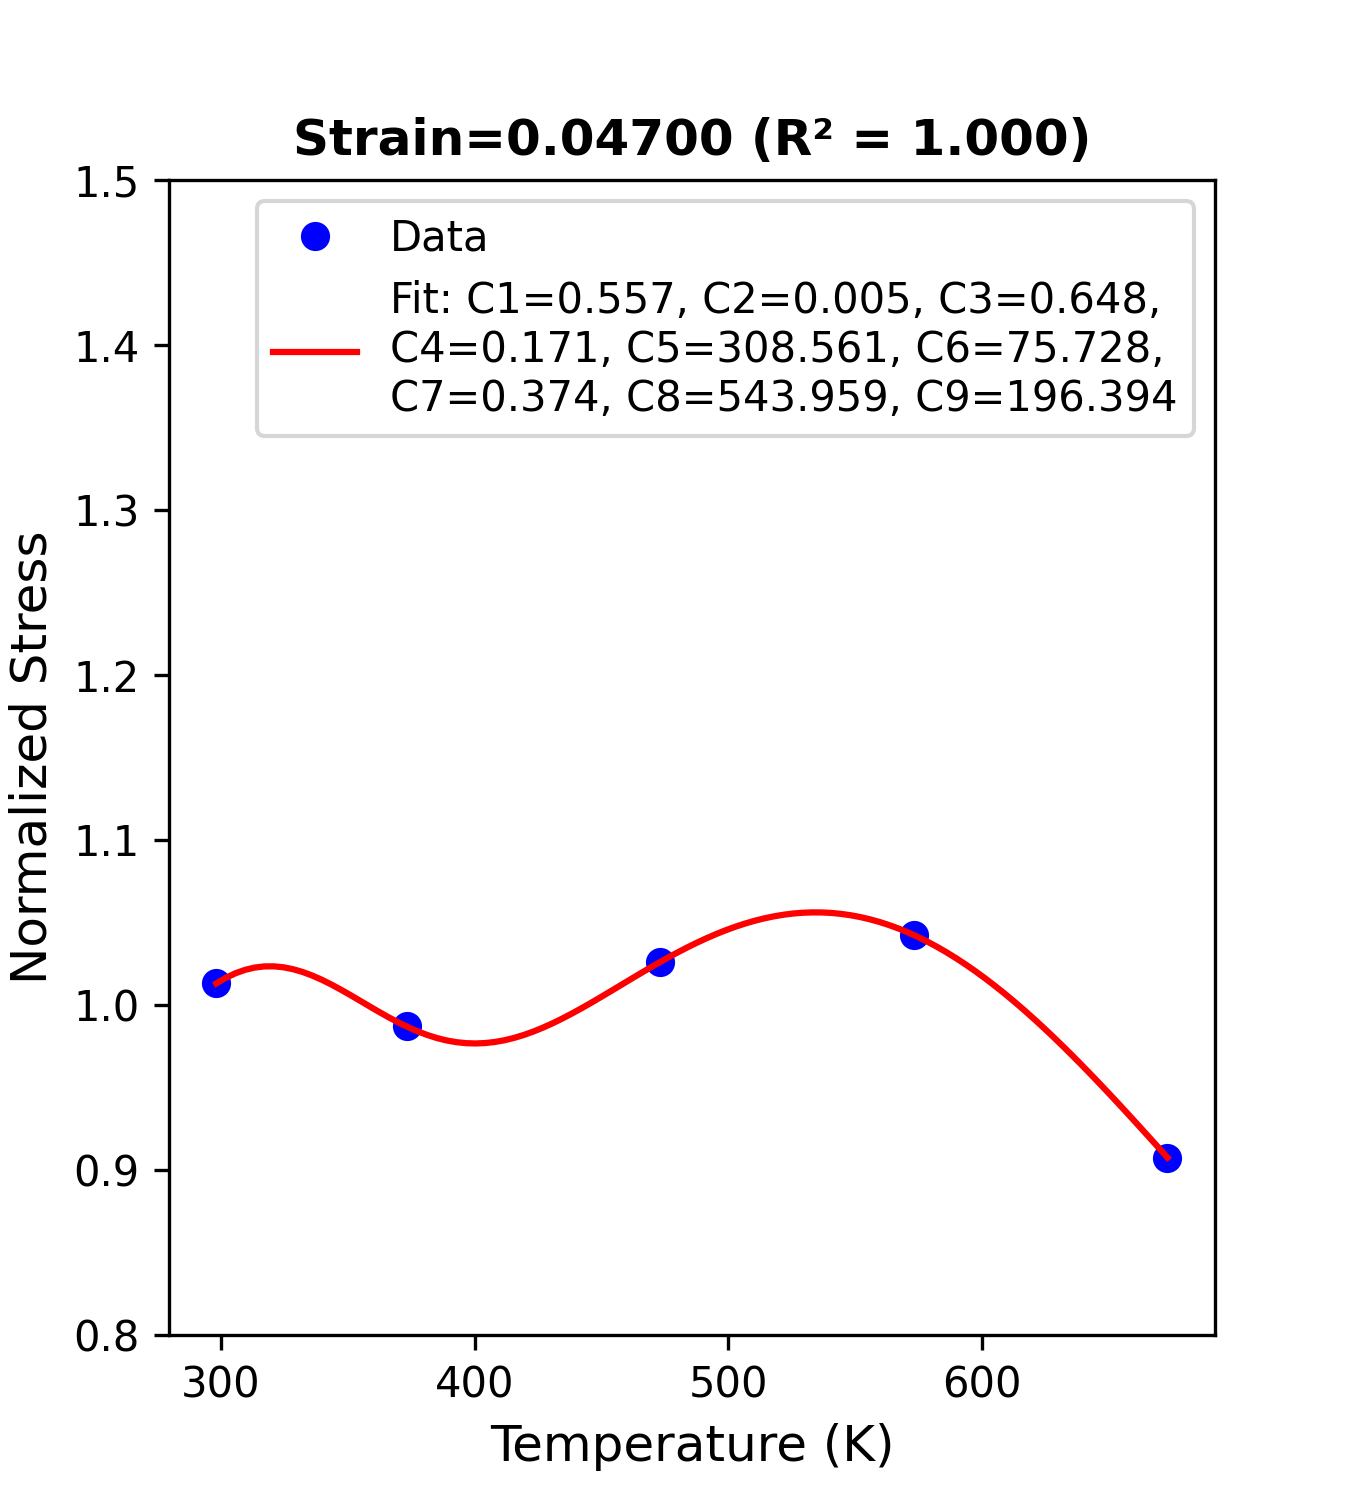 Strain=0.04700 (R² = 1.000)
Data
Fit: C1=0.557, C2=0.005, C3=0.648,
C4=0.171, C5=308.561, C6=75.728,
C7=0.374, C8=543.959, C9=196.394
Normalized Stress
1.5
1.4
1.3
1.2
1.1
1.0
0.9
0.8
300 400 500 600
Temperature (K)